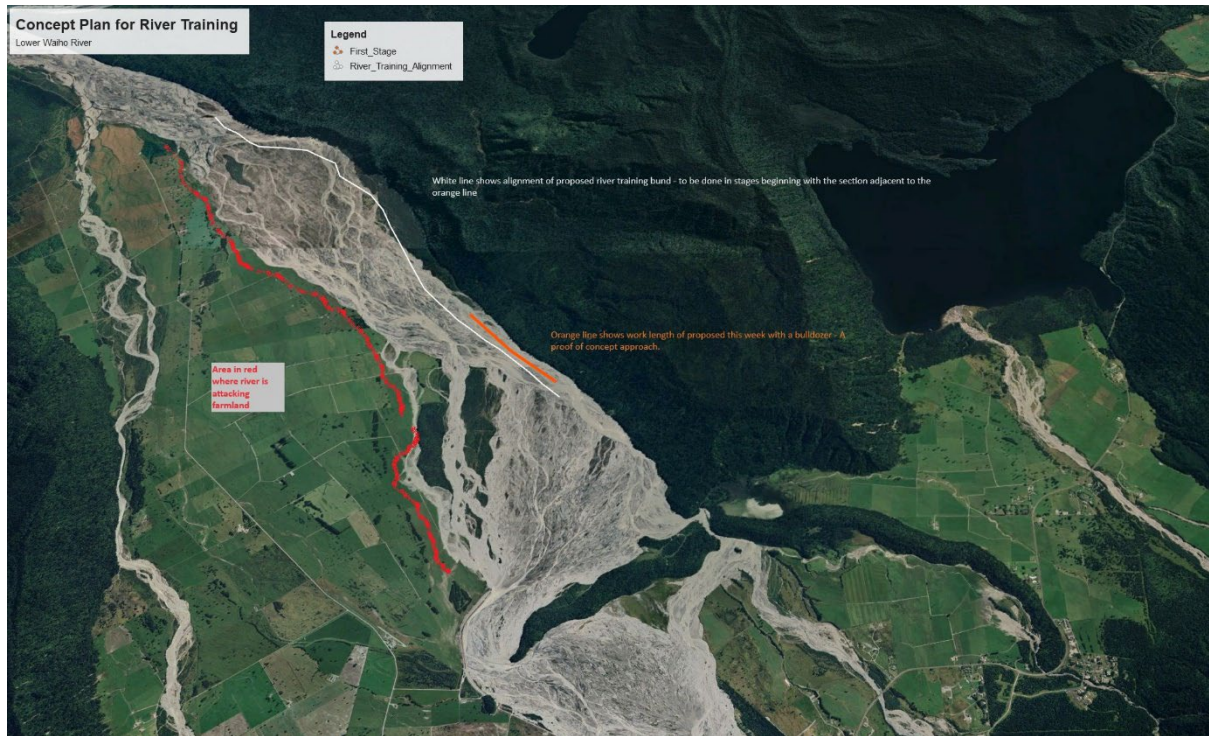 Concept Plan for River Training
Lower Waiho River
Legend
First_Stage
River_Training_Alignment
White line shows alignment of proposed river training bund - to be done in stages beginning with the section adjacent to the
orange line
Orange line shows work length of proposed this week with a bulldozer - A
proof of concept approach.
Area in red
where river is
attacking
farmland